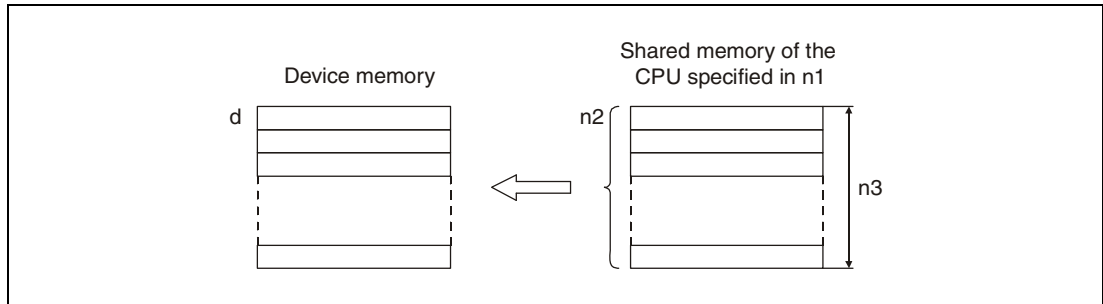 Device memory
Shared memory of the
CPU specified in n1
d
n2
n3